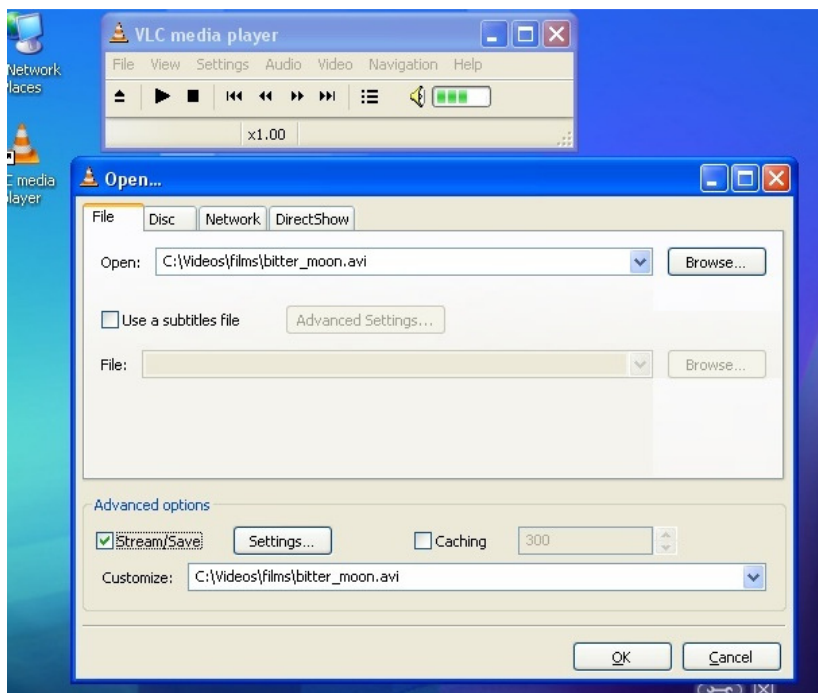 VLC media player
File View Settings Audio Video Navigation Help
x1.00
Network
laces
media
layer
Open...
File Disc Network DirectShow
Open: C:\Videos\films\bitter_moon.avi Browse...
Use a subtitles file Advanced Settings...
File: Browse...
Advanced options
Stream/Save Settings... Caching 300
Customize: C:\Videos\films\bitter_moon.avi
OK Cancel